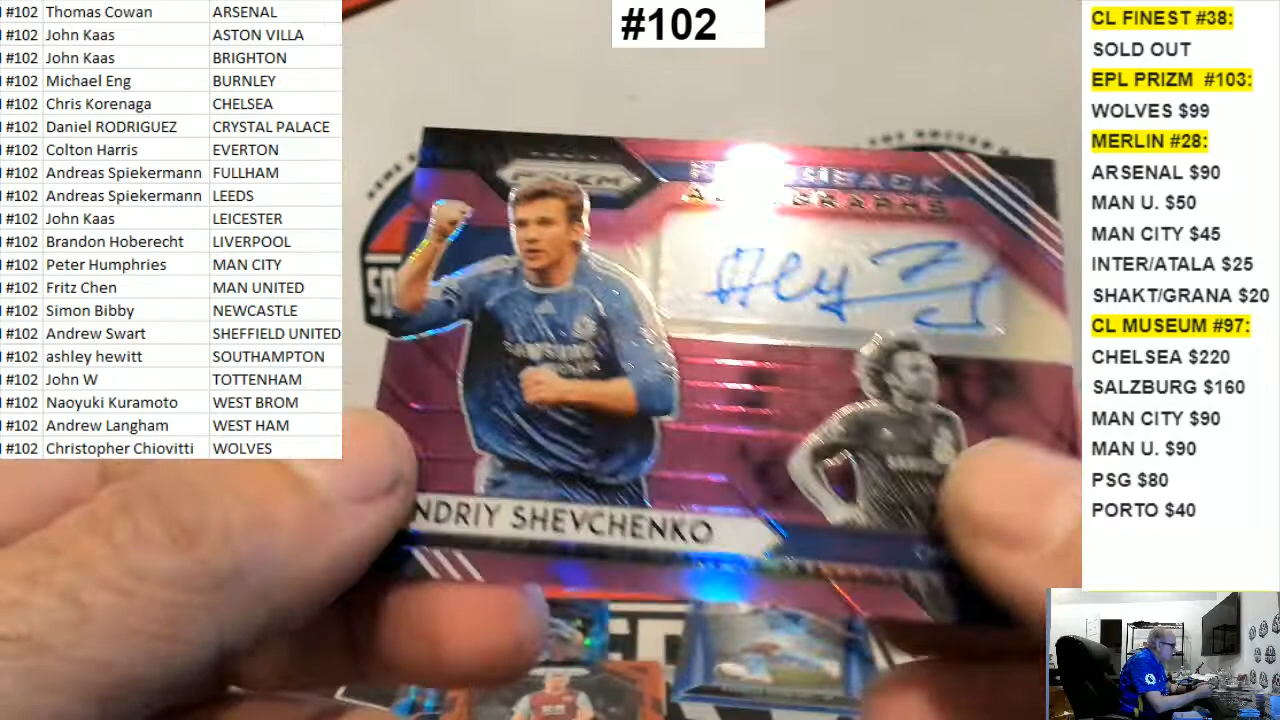 #102 Thomas Cowan ARSENAL
#102 John Kaas ASTON VILLA
#102 John Kaas BRIGHTON
#102 Michael Eng BURNLEY
#102 Chris Korenaga CHELSEA
#102 Daniel RODRIGUEZ CRYSTAL PALACE
#102 Colton Harris EVERTON
#102 Andreas Spiekermann FULLHAM
#102 Andreas Spiekermann LEEDS
#102 John Kaas LEICESTER
#102 Brandon Hoberecht LIVERPOOL
#102 Peter Humphries MAN CITY
#102 Fritz Chen MAN UNITED
#102 Simon Bibby NEWCASTLE
#102 Andrew Swart SHEFFIELD UNITED
#102 ashley hewitt SOUTHAMPTON
#102 John W TOTTENHAM
#102 Naoyuki Kuramoto WEST BROM
#102 Andrew Langham WEST HAM
#102 Christopher Chiovitti WOLVES
#102
PRIZM
NDRIY SHEVCHENKO
CL FINEST #38:
SOLD OUT
EPL PRIZM #103:
WOLVES $99
MERLIN #28:
ARSENAL $90
MAN U. $50
MAN CITY $45
INTER/ATALA $25
SHAKT/GRANA $20
CL MUSEUM #97:
CHELSEA $220
SALZBURG $160
MAN CITY $90
MAN U. $90
PSG $80
PORTO $40